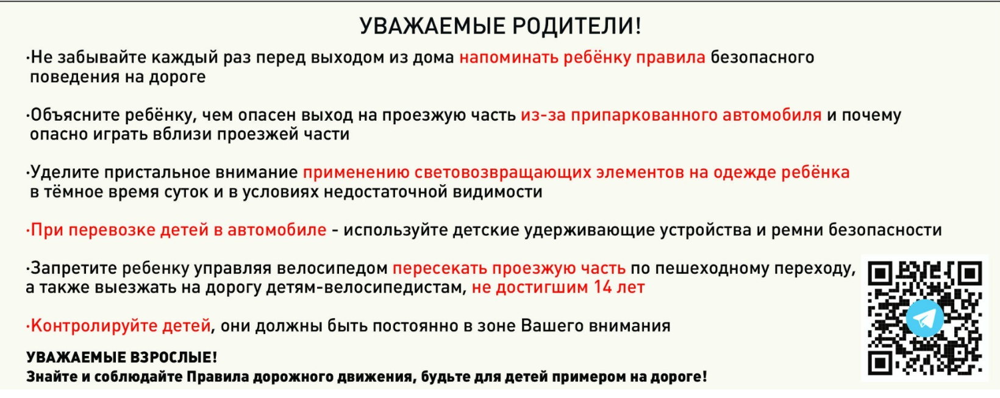 УВАЖАЕМЫЕ РОДИТЕЛИ!
·Не забывайте каждый раз перед выходом из дома напоминать ребёнку правила безопасного
поведения на дороге
·Объясните ребёнку, чем опасен выход на проезжую часть из-за припаркованного автомобиля и почему
опасно играть вблизи проезжей части
·Уделите пристальное внимание применению световозвращающих элементов на одежде ребёнка
в тёмное время суток и в условиях недостаточной видимости
·При перевозке детей в автомобиле - используйте детские удерживающие устройства и ремни безопасности
·Запретите ребенку управляя велосипедом пересекать проезжую часть по пешеходному переходу,
а также выезжать на дорогу детям-велосипедистам, не достигшим 14 лет
·Контролируйте детей, они должны быть постоянно в зоне Вашего внимания
УВАЖАЕМЫЕ ВЗРОСЛЫЕ!
Знайте и соблюдайте Правила дорожного движения, будьте для детей примером на дороге!